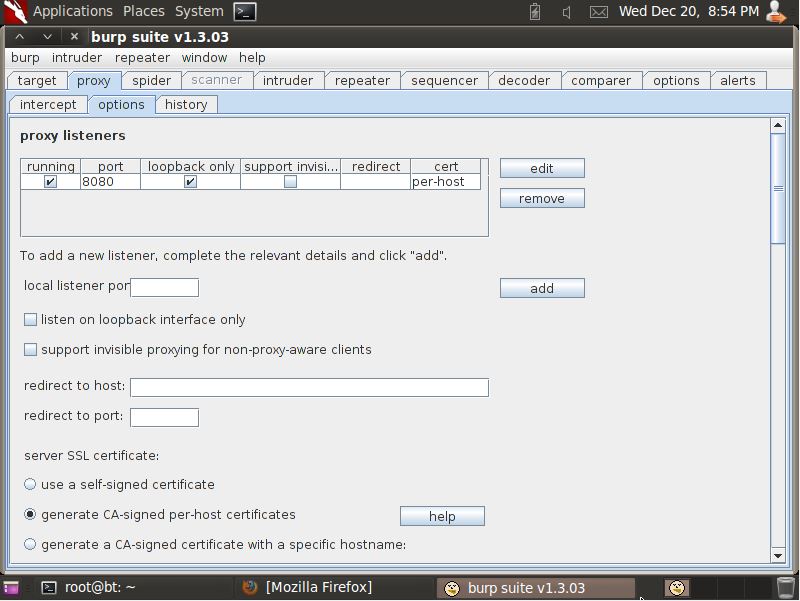 Applications Places System Wed Dec 20, 8:54 PM
burp suite v1.3.03
burp intruder repeater window help
target proxy spider scanner intruder repeater sequencer decoder comparer options alerts
intercept options history
proxy listeners
running port loopback only support invisi... redirect cert
8080 per-host
edit
remove
To add a new listener, complete the relevant details and click "add".
local listener por
add
listen on loopback interface only
support invisible proxying for non-proxy-aware clients
redirect to host:
redirect to port:
server SSL certificate:
use a self-signed certificate
generate CA-signed per-host certificates
help
generate a CA-signed certificate with a specific hostname:
root@bt: ~ [Mozilla Firefox] burp suite v1.3.03